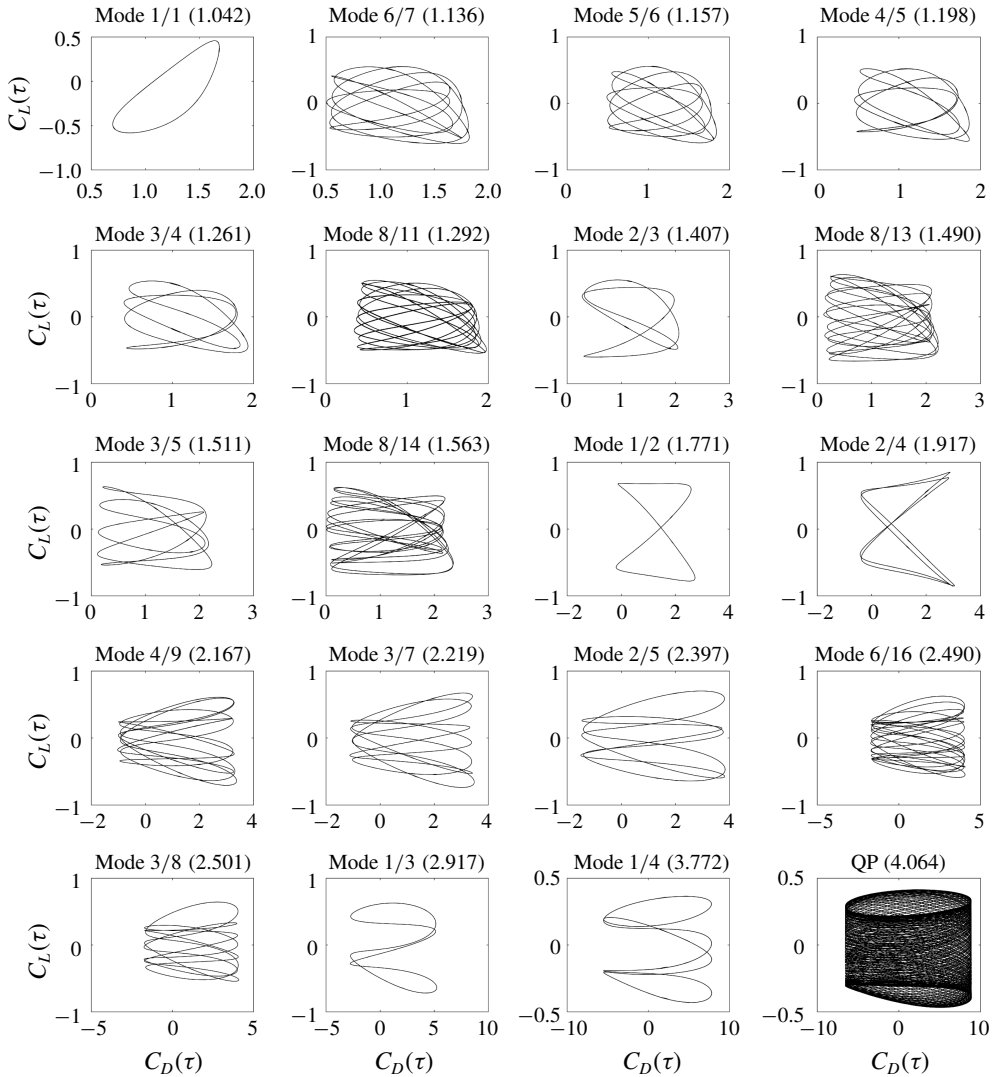 Mode 1/1 (1.042) Mode 6/7 (1.136) Mode 5/6 (1.157) Mode 4/5 (1.198)
0.5 1 1 1
C_L(τ) 0 0 0 0
−0.5
−1.0 −1 −1 −1
0.5 1.0 1.5 2.0 0.5 1.0 1.5 2.0 0 1 2 0 1 2
Mode 3/4 (1.261) Mode 8/11 (1.292) Mode 2/3 (1.407) Mode 8/13 (1.490)
1 1 1 1
C_L(τ) 0 0 0 0
−1 −1 −1 −1
0 1 2 0 1 2 0 1 2 3 0 1 2 3
Mode 3/5 (1.511) Mode 8/14 (1.563) Mode 1/2 (1.771) Mode 2/4 (1.917)
1 1 1 1
C_L(τ) 0 0 0 0
−1 −1 −1 −1
0 1 2 3 0 1 2 3 −2 0 2 4 −2 0 2 4
Mode 4/9 (2.167) Mode 3/7 (2.219) Mode 2/5 (2.397) Mode 6/16 (2.490)
1 1 1 1
C_L(τ) 0 0 0 0
−1 −1 −1 −1
−2 0 2 4 −2 0 2 4 −2 0 2 4 −5 0 5
Mode 3/8 (2.501) Mode 1/3 (2.917) Mode 1/4 (3.772) QP (4.064)
1 1 0.5 0.5
C_L(τ) 0 0 0 0
−1 −1 −0.5 −0.5
−5 0 5 −5 0 5 10 −10 0 10 −10 0 10
C_D(τ) C_D(τ) C_D(τ) C_D(τ)